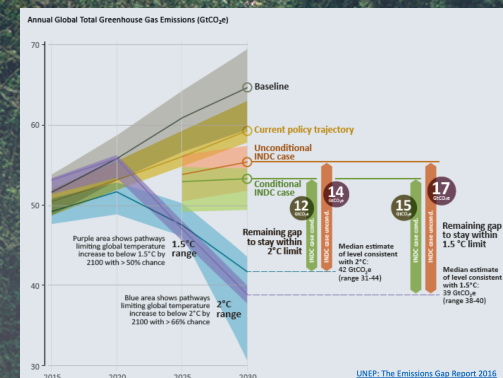 Annual Global Total Greenhouse Gas Emissions (GtCO₂e)
70
60
50
40
30
2015
2020
2025
2030
Baseline
Current policy trajectory
Unconditional
INDC case
Conditional
INDC case
12
GtCO₂e
14
GtCO₂e
15
GtCO₂e
17
GtCO₂e
Remaining gap
to stay within
2°C limit
INDC case cond.
INDC case uncond.
INDC case cond.
INDC case uncond.
Remaining gap
to stay within
1.5°C limit
Purple area shows pathways
limiting global temperature
increase to below 1.5°C by
2100 with > 50% chance
1.5°C
range
Median estimate
of level consistent
with 2°C:
42 GtCO₂e
(range 31-44)
Median estimate
of level consistent
with 1.5°C:
39 GtCO₂e
(range 38-40)
Blue area shows pathways
limiting global temperature
increase to below 2°C by
2100 with > 66% chance
2°C
range
UNEP: The Emissions Gap Report 2016